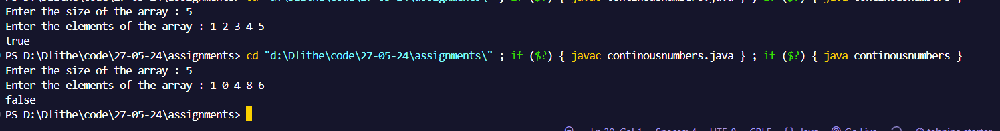 Enter the size of the array : 5
Enter the elements of the array : 1 2 3 4 5
true
PS D:\Dlithe\code\27-05-24\assignments> cd "d:\Dlithe\code\27-05-24\assignments\" ; if ($?) { javac continousnumbers.java } ; if ($?) { java continousnumbers }
Enter the size of the array : 5
Enter the elements of the array : 1 0 4 8 6
false
PS D:\Dlithe\code\27-05-24\assignments>